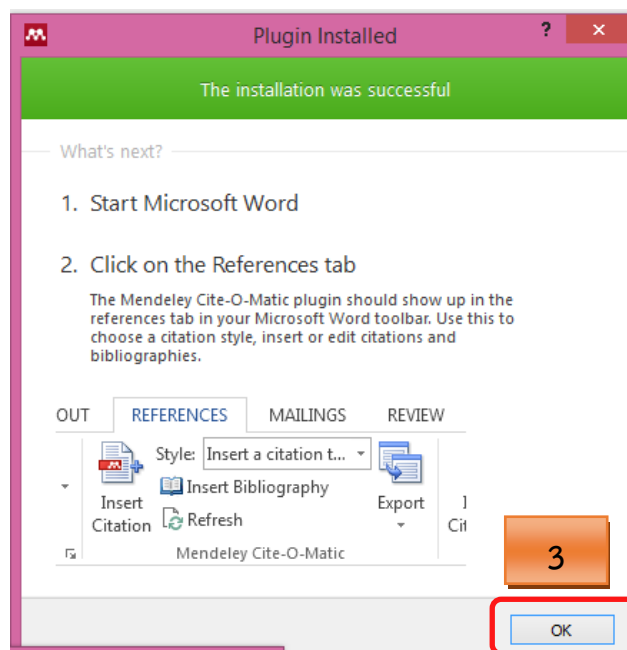 Plugin Installed ? ×
The installation was successful
What's next?
1. Start Microsoft Word
2. Click on the References tab
The Mendeley Cite-O-Matic plugin should show up in the
references tab in your Microsoft Word toolbar. Use this to
choose a citation style, insert or edit citations and
bibliographies.
OUT REFERENCES MAILINGS REVIEW
Style: Insert a citation t...
Insert Bibliography
Insert
Citation
Refresh
Export
Cit
Mendeley Cite-O-Matic
3
OK